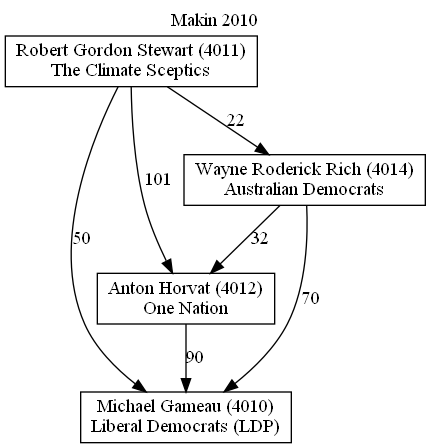 Makin 2010
Robert Gordon Stewart (4011)
The Climate Sceptics
22
Wayne Roderick Rich (4014)
Australian Democrats
101
50
32
Anton Horvat (4012)
One Nation
70
90
Michael Gameau (4010)
Liberal Democrats (LDP)